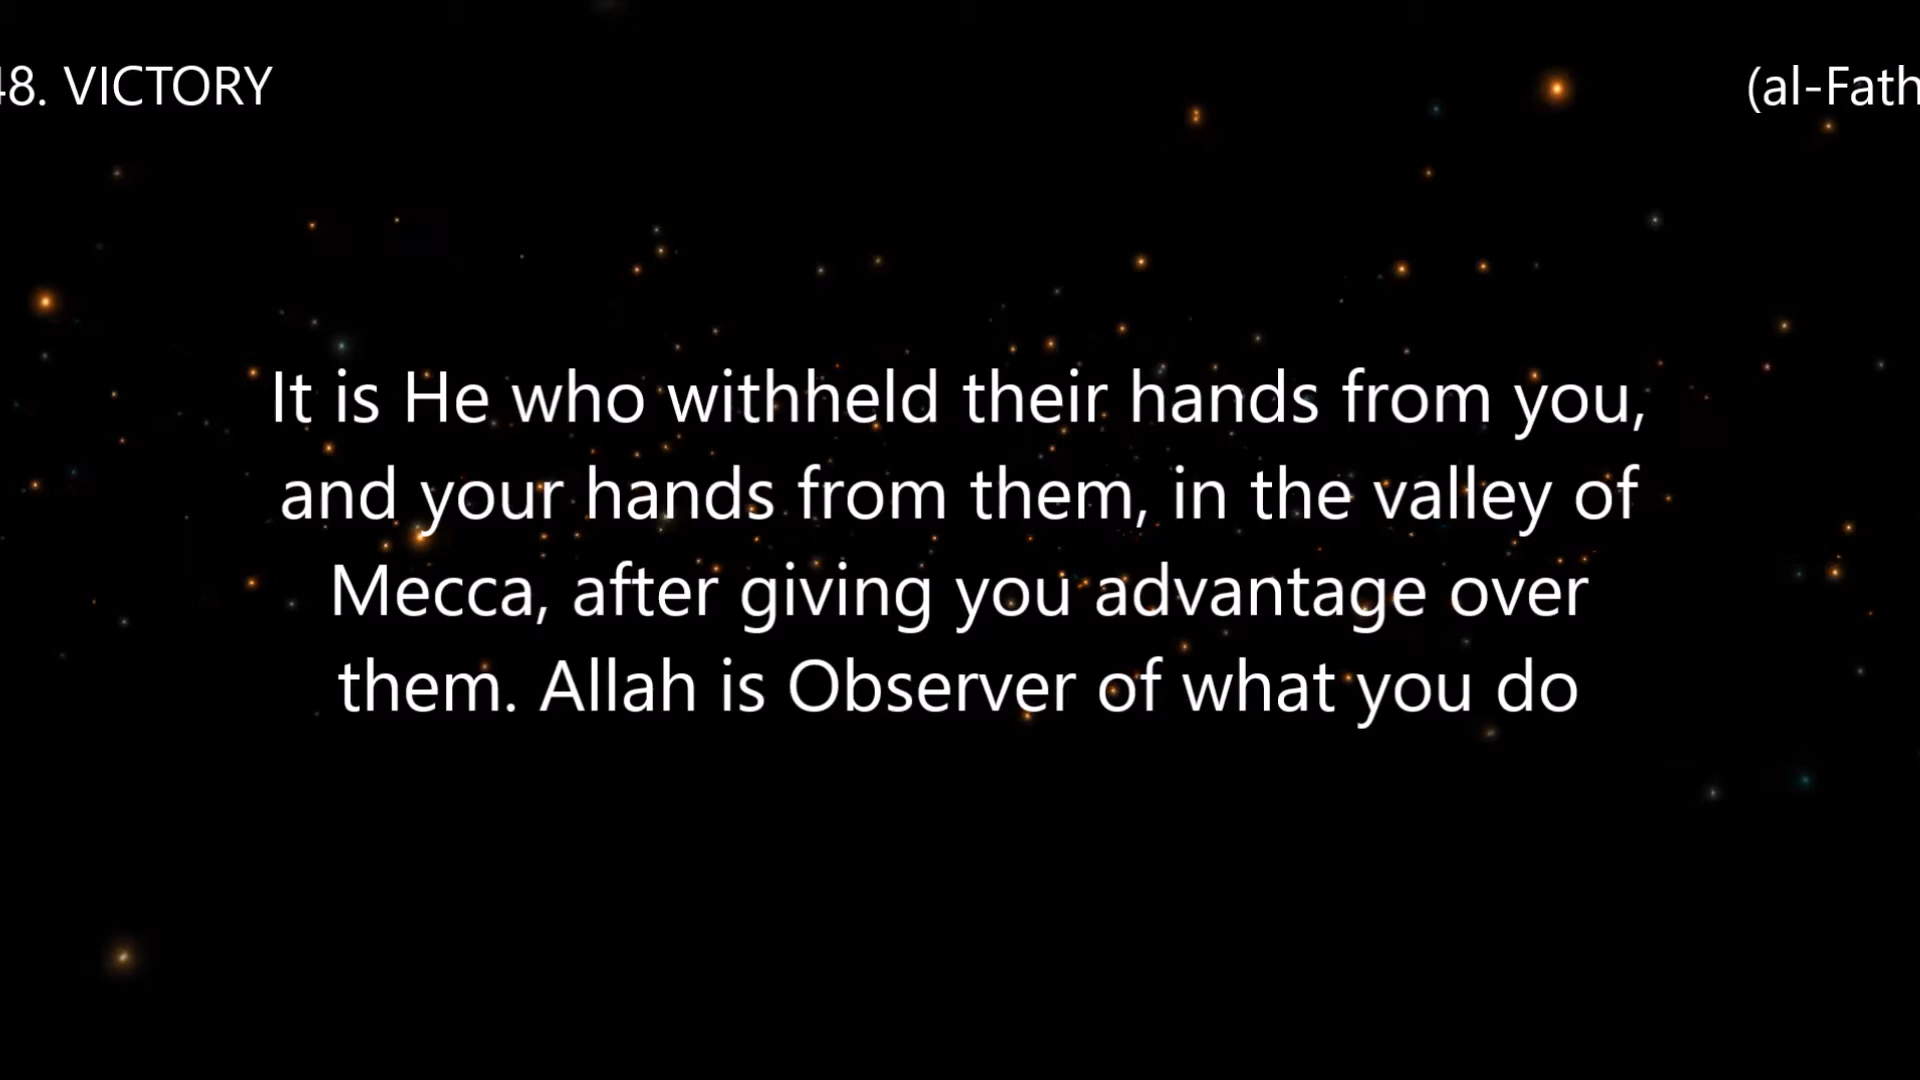 48. VICTORY
(al-Fath
It is He who withheld their hands from you,
and your hands from them, in the valley of
Mecca, after giving you advantage over
them. Allah is Observer of what you do